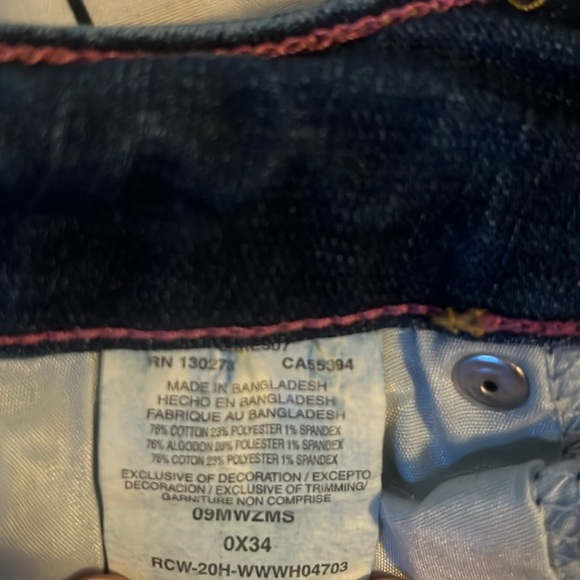 RN 130273 CA55394
MADE IN BANGLADESH
HECHO EN BANGLADESH
FABRIQUE AU BANGLADESH
76% COTTON 23% POLYESTER 1% SPANDEX
76% ALGODON 23% POLIESTER 1% SPANDEX
76% COTON 23% POLYESTER 1% SPANDEX
EXCLUSIVE OF DECORATION / EXCEPTO
DECORACION / EXCLUSIVE OF TRIMMING/
GARNITURE NON COMPRISE
09MWZMS
0X34
RCW-20H-WWWH04703